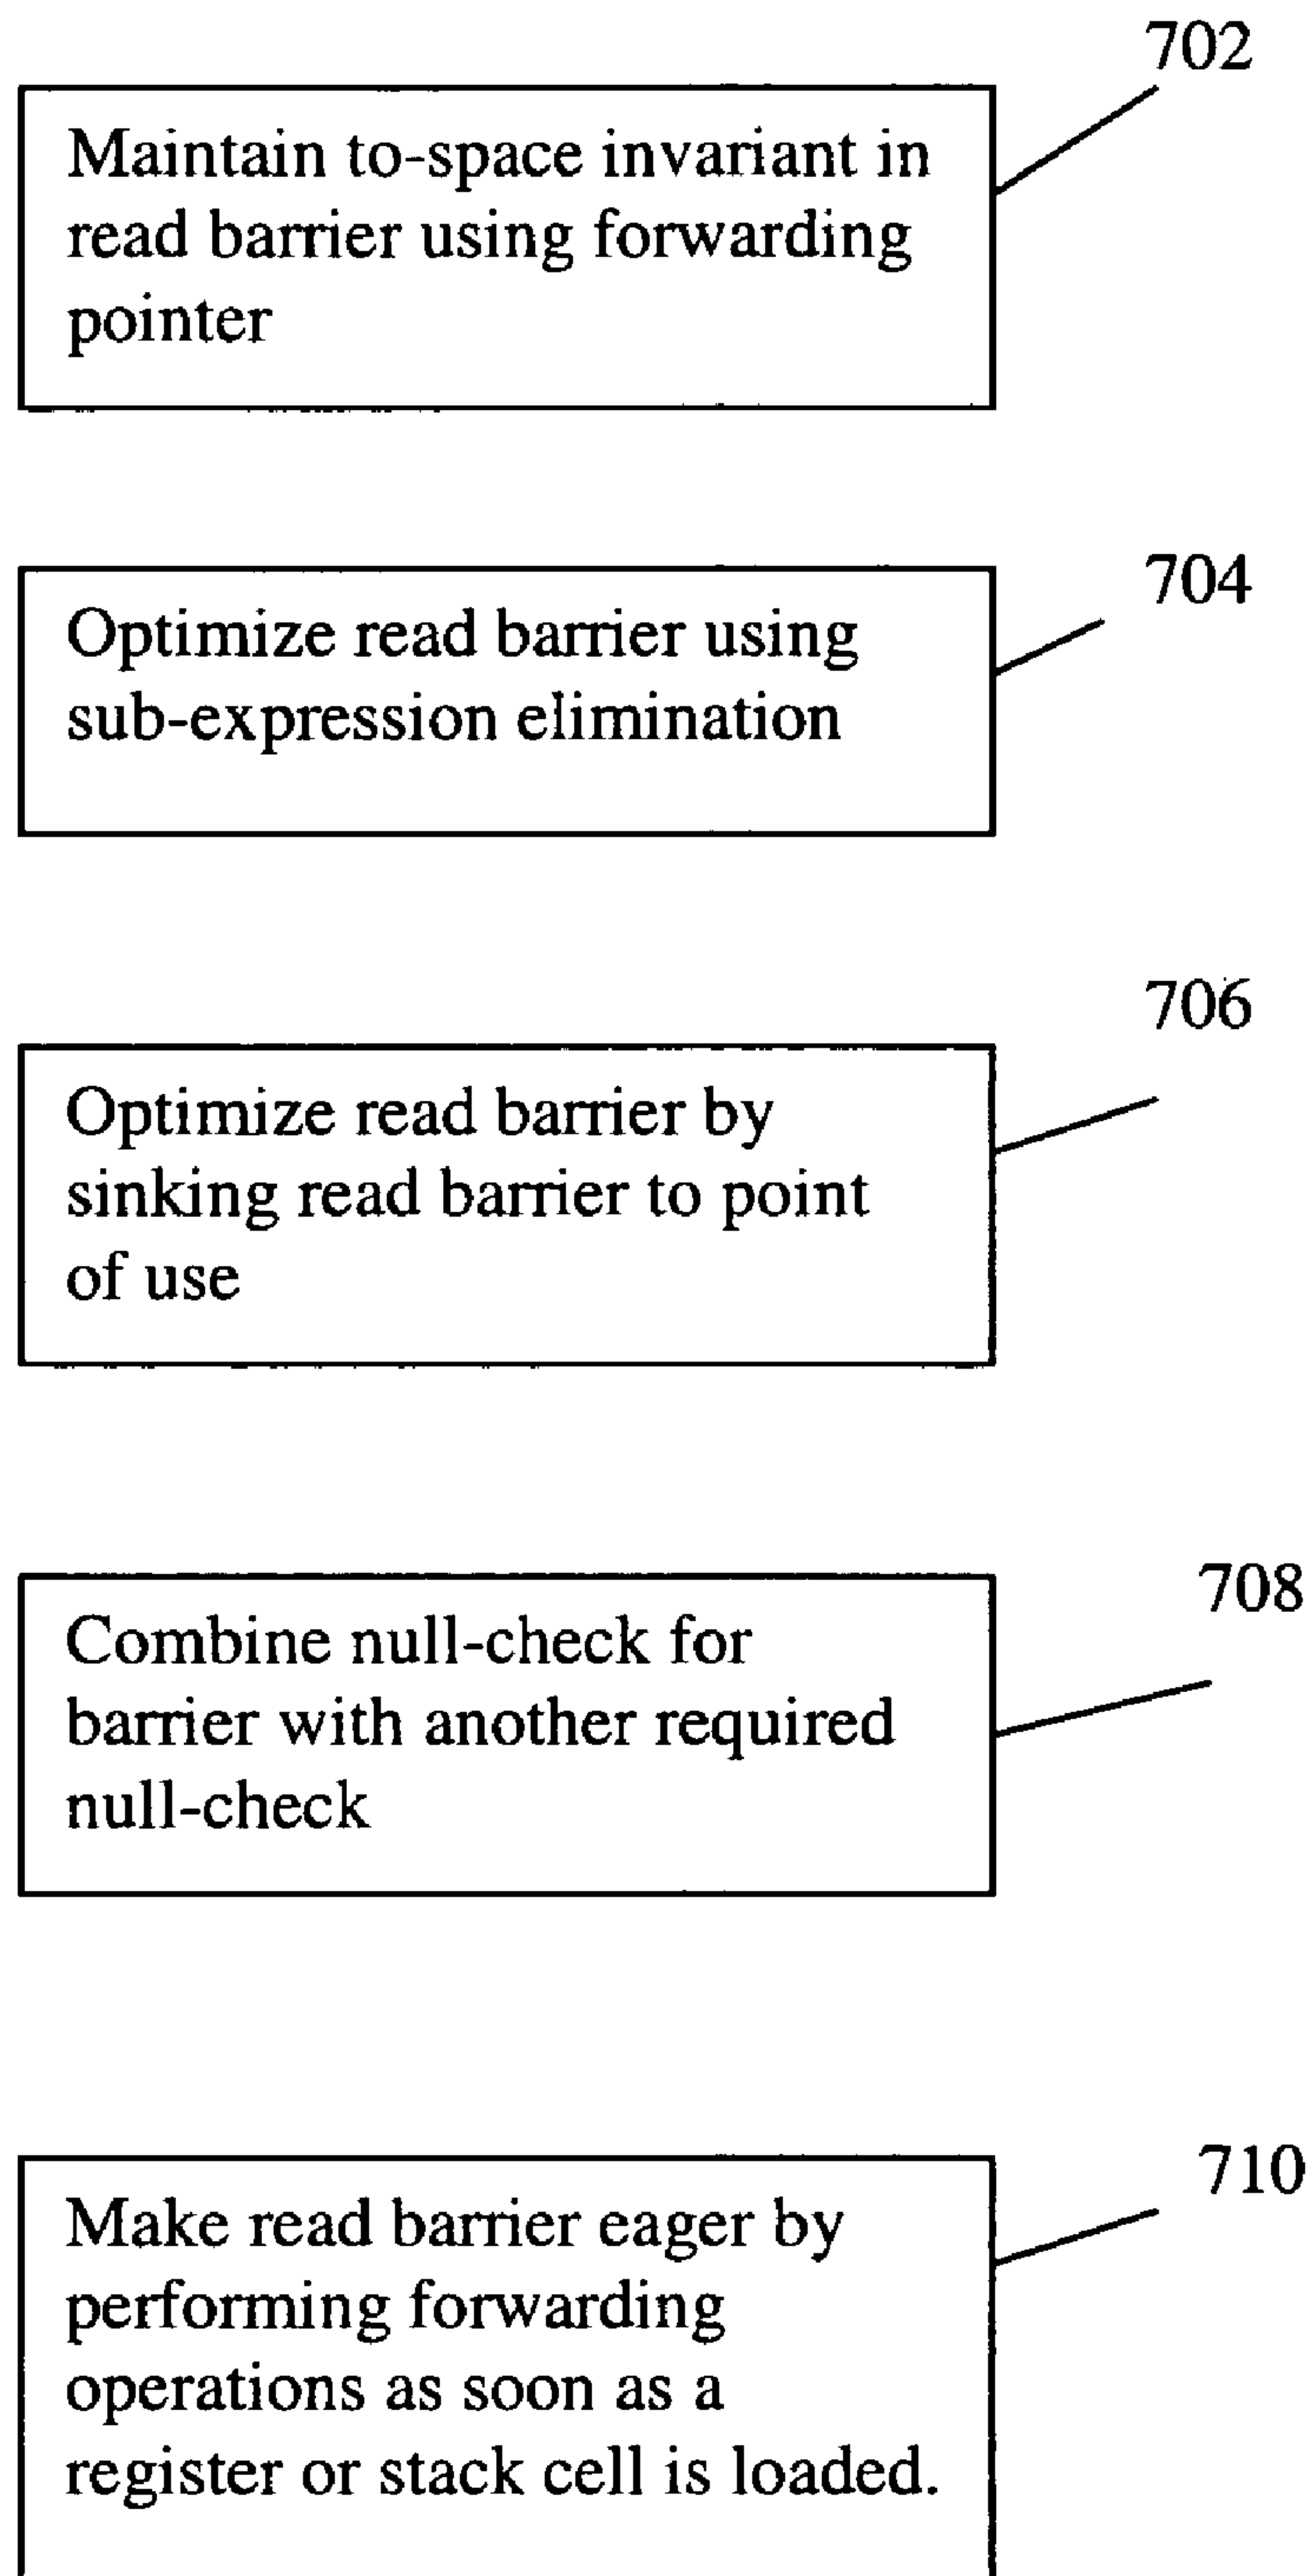 702
Maintain to-space invariant in
read barrier using forwarding
pointer
704
Optimize read barrier using
sub-expression elimination
706
Optimize read barrier by
sinking read barrier to point
of use
708
Combine null-check for
barrier with another required
null-check
710
Make read barrier eager by
performing forwarding
operations as soon as a
register or stack cell is loaded.